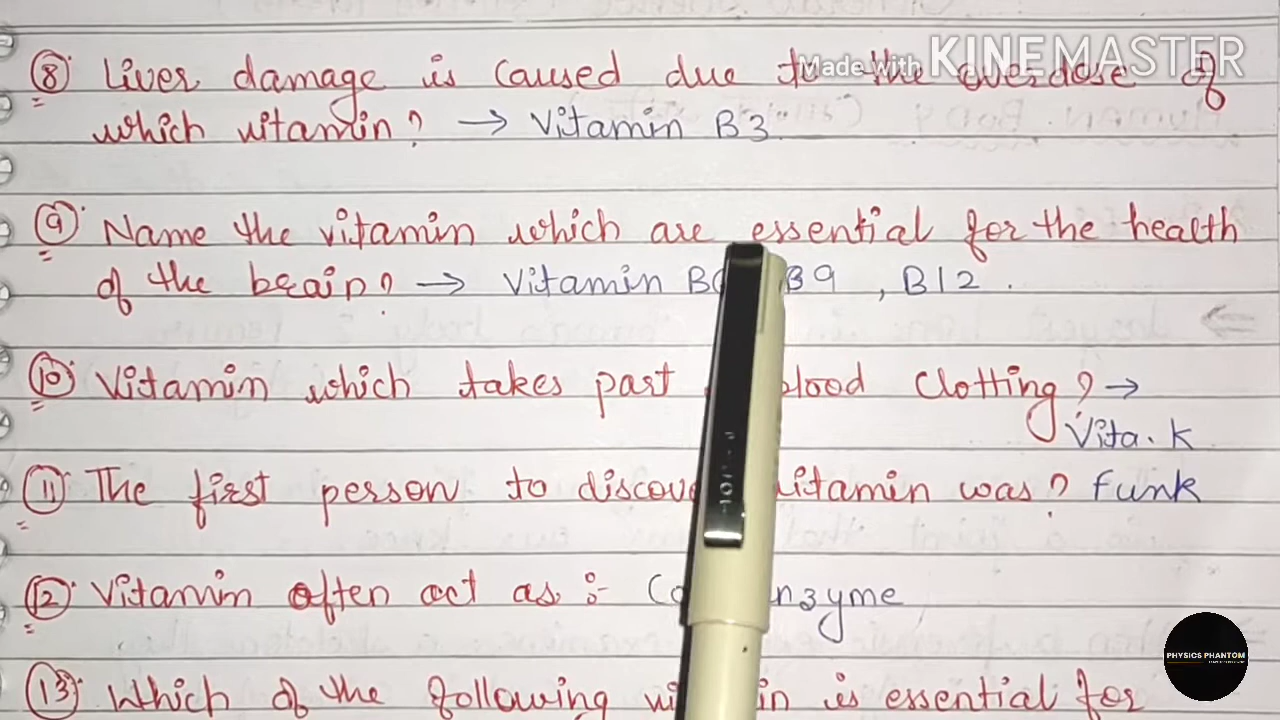 Made with KINEMASTER
⑧ Liver damage is caused due to the overdose of
which vitamin? → Vitamin B3.
⑨ Name the vitamin which are essential for the health
of the brain? → Vitamin B9 , B12 .
⑩ Vitamin which takes part blood clotting? →
Vita. K
⑪ The first person to vitamin was? Funk
⑫ Vitamin often act as :-
⑬ Which of the following is essential for
PHYSICS PHANTOM